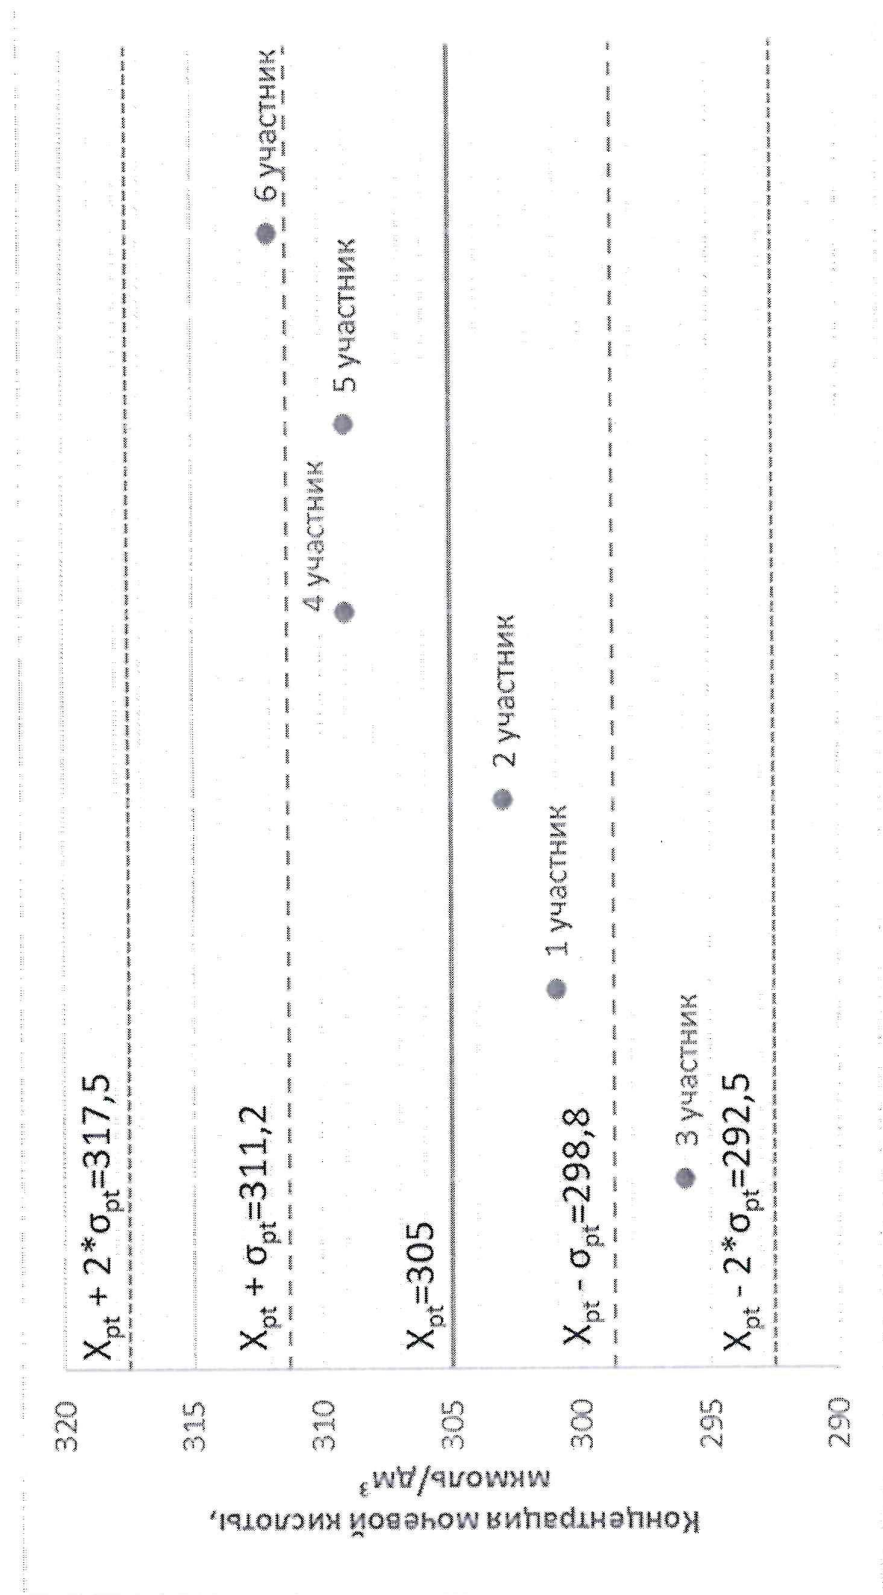 Концентрация мочевой кислоты,
мкмоль/дм³
320
315
310
305
300
295
290
X_pt + 2*σ_pt=317,5
X_pt + σ_pt=311,2
X_pt=305
X_pt - σ_pt=298,8
X_pt - 2*σ_pt=292,5
3 участник
1 участник
2 участник
4 участник
5 участник
6 участник